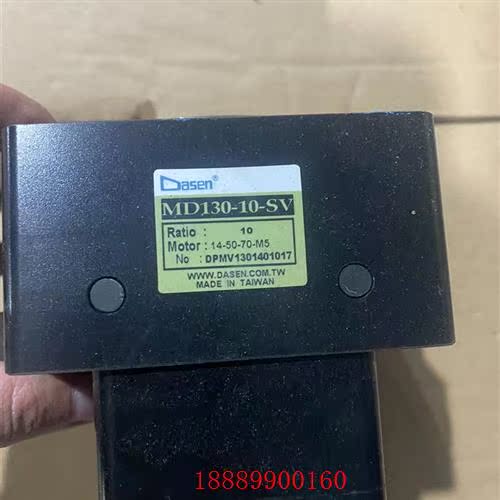 Dasen
MD130-10-SV
Ratio : 10
Motor : 14-50-70-M5
No : DPMV1301401017
WWW.DASEN.COM.TW
MADE IN TAIWAN
18889900160